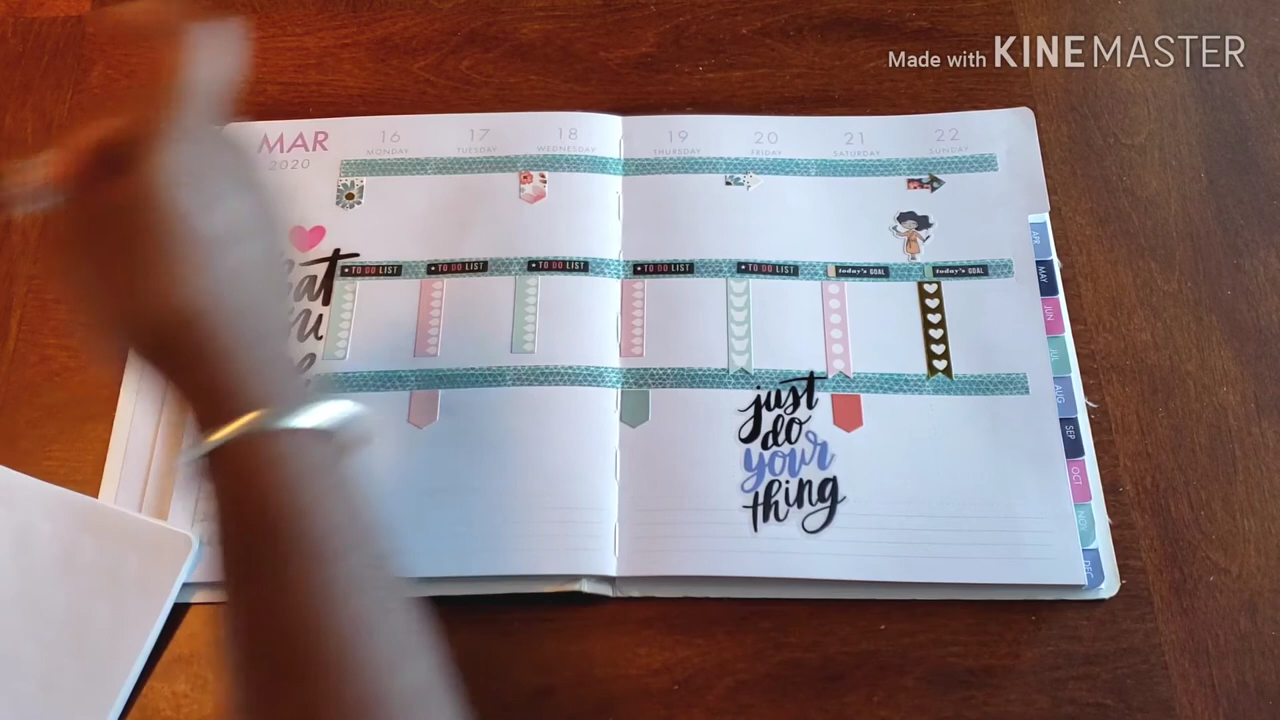 Made with KINEMASTER
MAR
2020
16
MONDAY
17
TUESDAY
18
WEDNESDAY
19
THURSDAY
20
FRIDAY
21
SATURDAY
22
SUNDAY
TO DO LIST
TO DO LIST
TO DO LIST
TO DO LIST
TO DO LIST
today's GOAL
today's GOAL
just
do
your
thing
APR
MAY
JUN
JUL
AUG
SEP
OCT
NOV
DEC